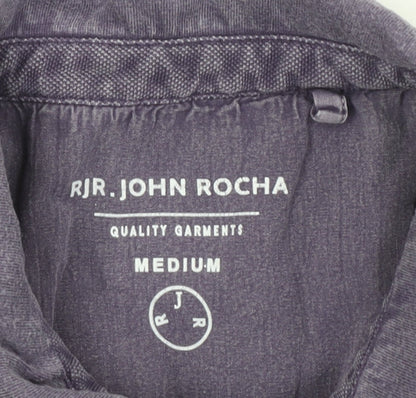 RJR.JOHN ROCHA
QUALITY GARMENTS
MEDIUM
R J R